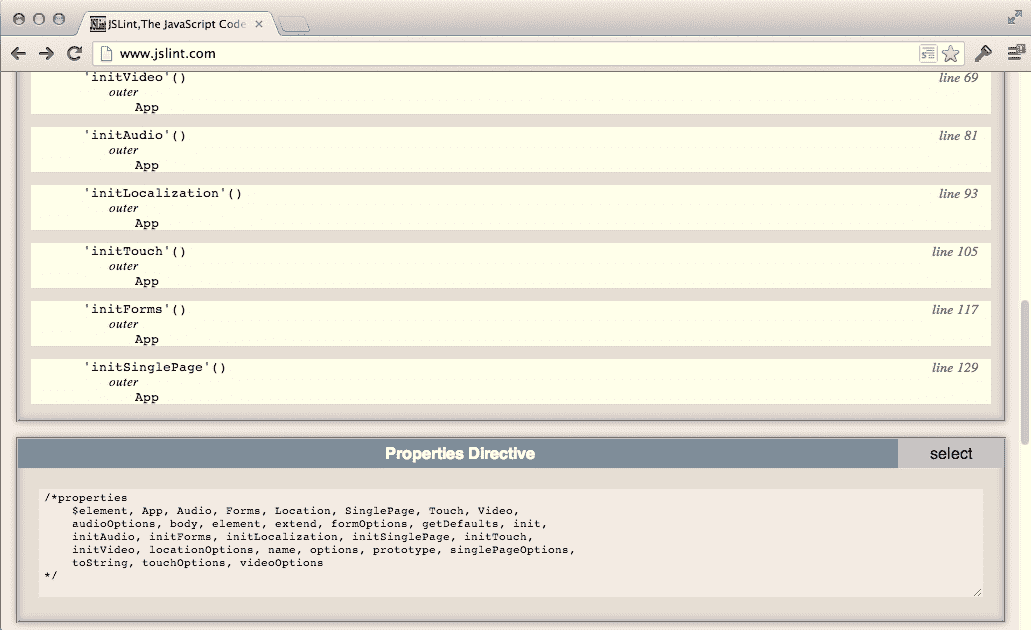 JSLint,The JavaScript Code
www.jslint.com
'initVideo'() line 69
outer
App
'initAudio'() line 81
outer
App
'initLocalization'() line 93
outer
App
'initTouch'() line 105
outer
App
'initForms'() line 117
outer
App
'initSinglePage'() line 129
outer
App
Properties Directive select
/*properties
$element, App, Audio, Forms, Location, SinglePage, Touch, Video,
audioOptions, body, element, extend, formOptions, getDefaults, init,
initAudio, initForms, initLocalization, initSinglePage, initTouch,
initVideo, locationOptions, name, options, prototype, singlePageOptions,
toString, touchOptions, videoOptions
*/